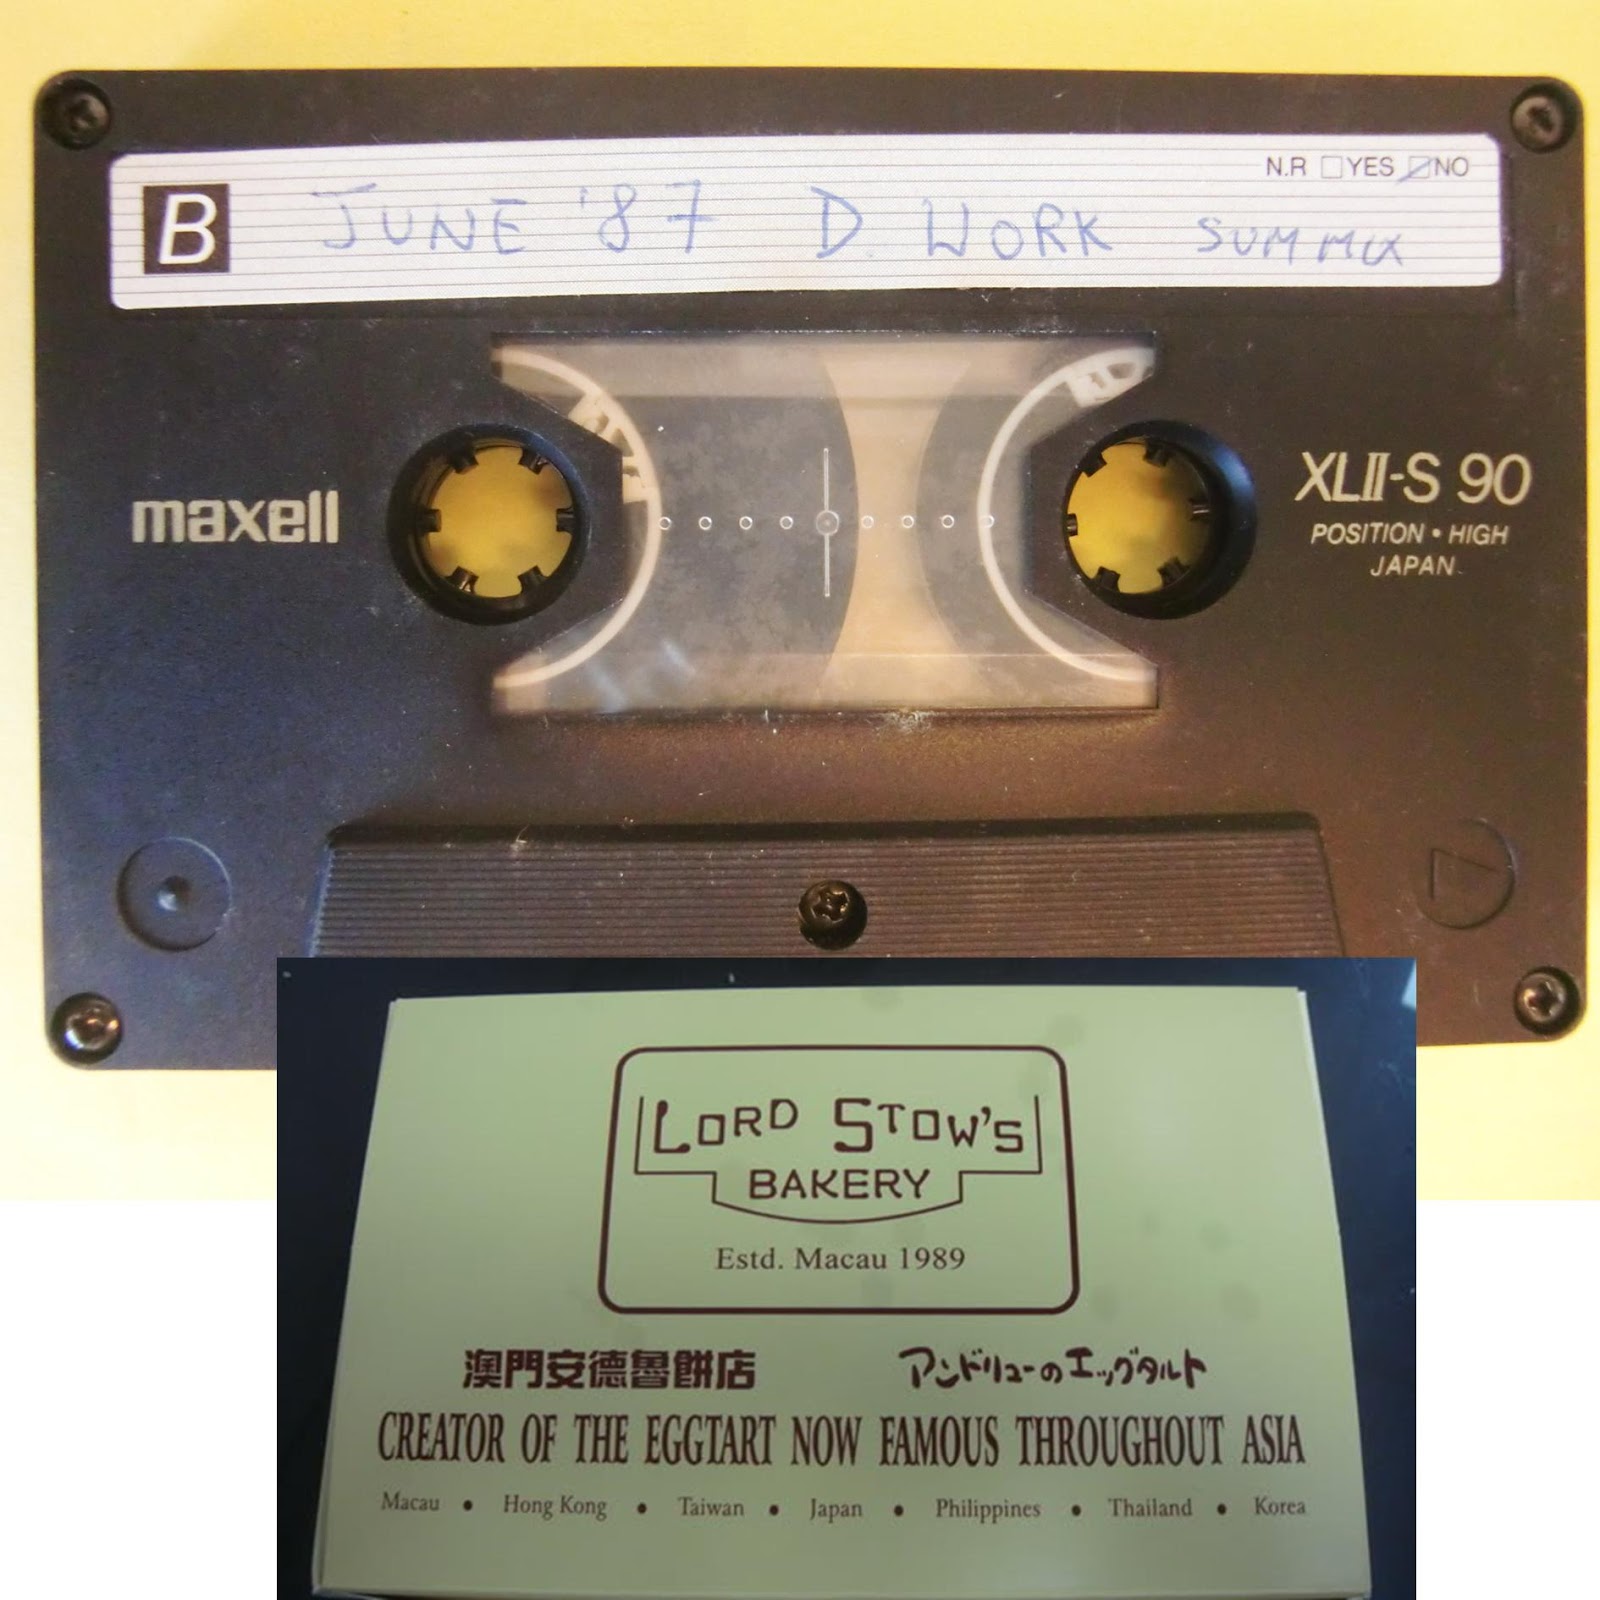 N.R □YES ☑NO
B JUNE '87 D. WORK SUM MIX
maxell
XLII-S 90
POSITION • HIGH
JAPAN
LORD STOW'S
BAKERY
Estd. Macau 1989
澳門安德魯餅店 アンドリューのエッグタルト
CREATOR OF THE EGGTART NOW FAMOUS THROUGHOUT ASIA
Macau • Hong Kong • Taiwan • Japan • Philippines • Thailand • Korea